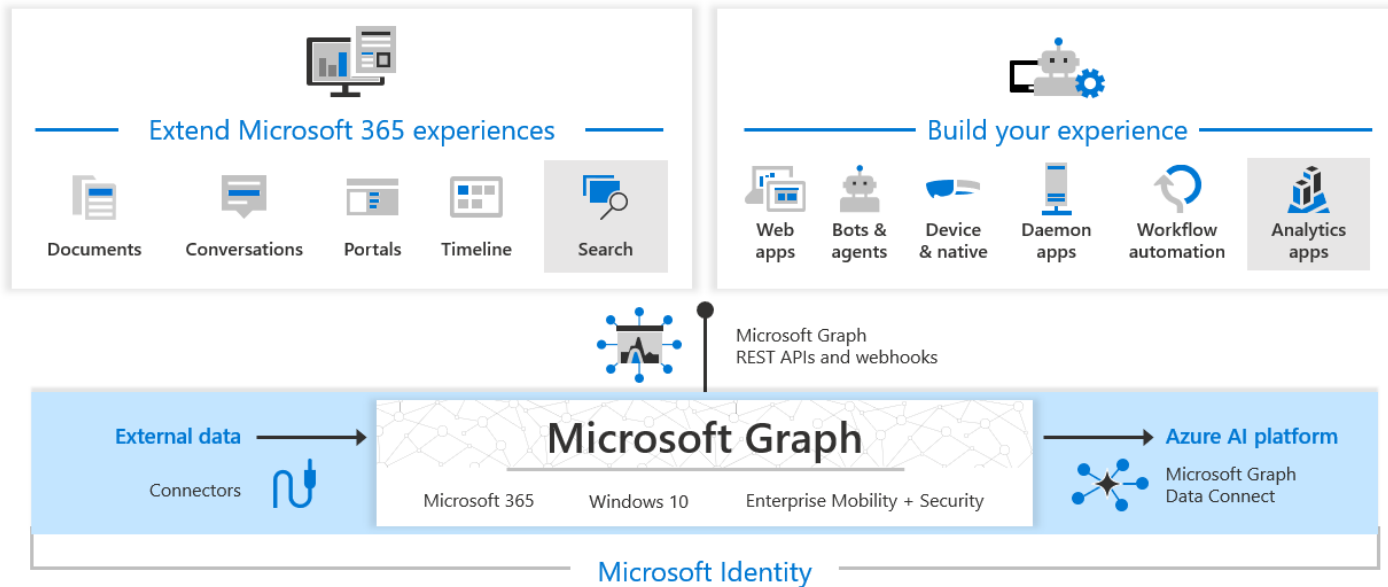 Extend Microsoft 365 experiences
Documents
Conversations
Portals
Timeline
Search
Build your experience
Web
apps
Bots &
agents
Device
& native
Daemon
apps
Workflow
automation
Analytics
apps
Microsoft Graph
REST APIs and webhooks
External data
Connectors
Microsoft Graph
Microsoft 365
Windows 10
Enterprise Mobility + Security
Azure AI platform
Microsoft Graph
Data Connect
Microsoft Identity